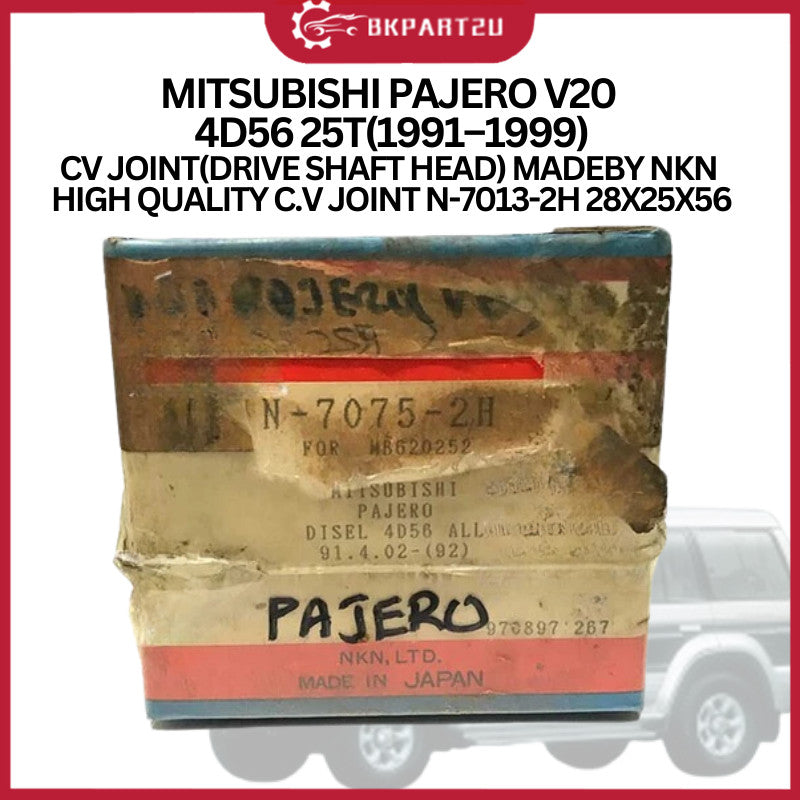 BKPART2U
MITSUBISHI PAJERO V20
4D56 25T(1991–1999)
CV JOINT(DRIVE SHAFT HEAD) MADEBY NKN
HIGH QUALITY C.V JOINT N-7013-2H 28X25X56
PAJERO
N-7075-2H
FOR MB620252
MITSUBISHI
PAJERO
DISEL 4D56 ALL
91.4.02-(92)
PAJERO
970897 267
NKN, LTD.
MADE IN JAPAN